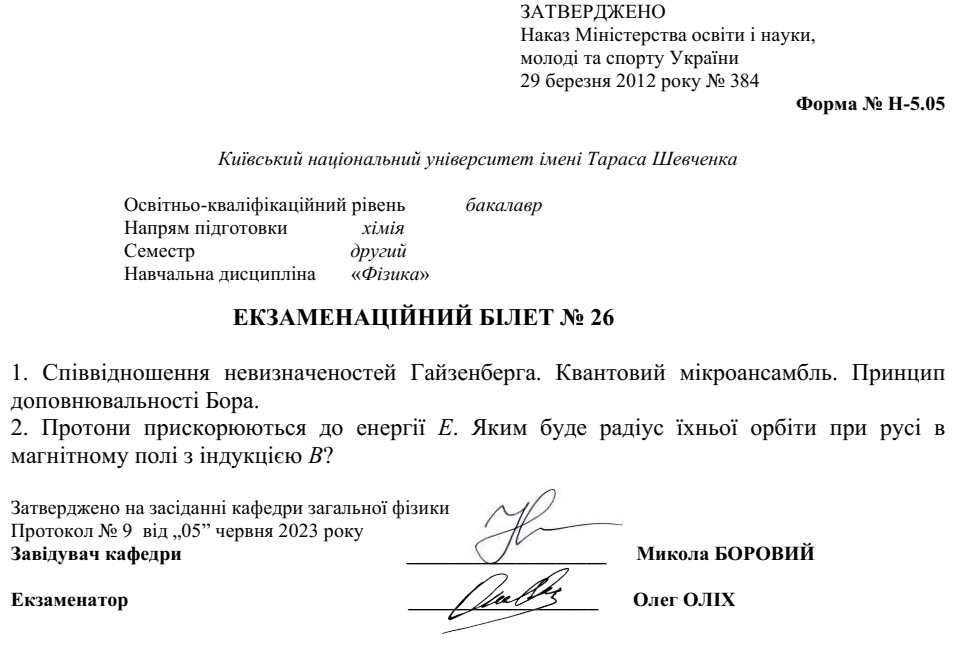 ЗАТВЕРДЖЕНО
Наказ Міністерства освіти і науки,
молоді та спорту України
29 березня 2012 року № 384
Форма № Н-5.05
Київський національний університет імені Тараса Шевченка
Освітньо-кваліфікаційний рівень бакалавр
Напрям підготовки хімія
Семестр другий
Навчальна дисципліна «Фізика»
ЕКЗАМЕНАЦІЙНИЙ БІЛЕТ № 26
1. Співвідношення невизначеностей Гайзенберга. Квантовий мікроансамбль. Принцип
доповнювальності Бора.
2. Протони прискорюються до енергії E. Яким буде радіус їхньої орбіти при русі в
магнітному полі з індукцією B?
Затверджено на засіданні кафедри загальної фізики
Протокол № 9 від „05” червня 2023 року
Завідувач кафедри Микола БОРОВИЙ
Екзаменатор Олег ОЛІХ